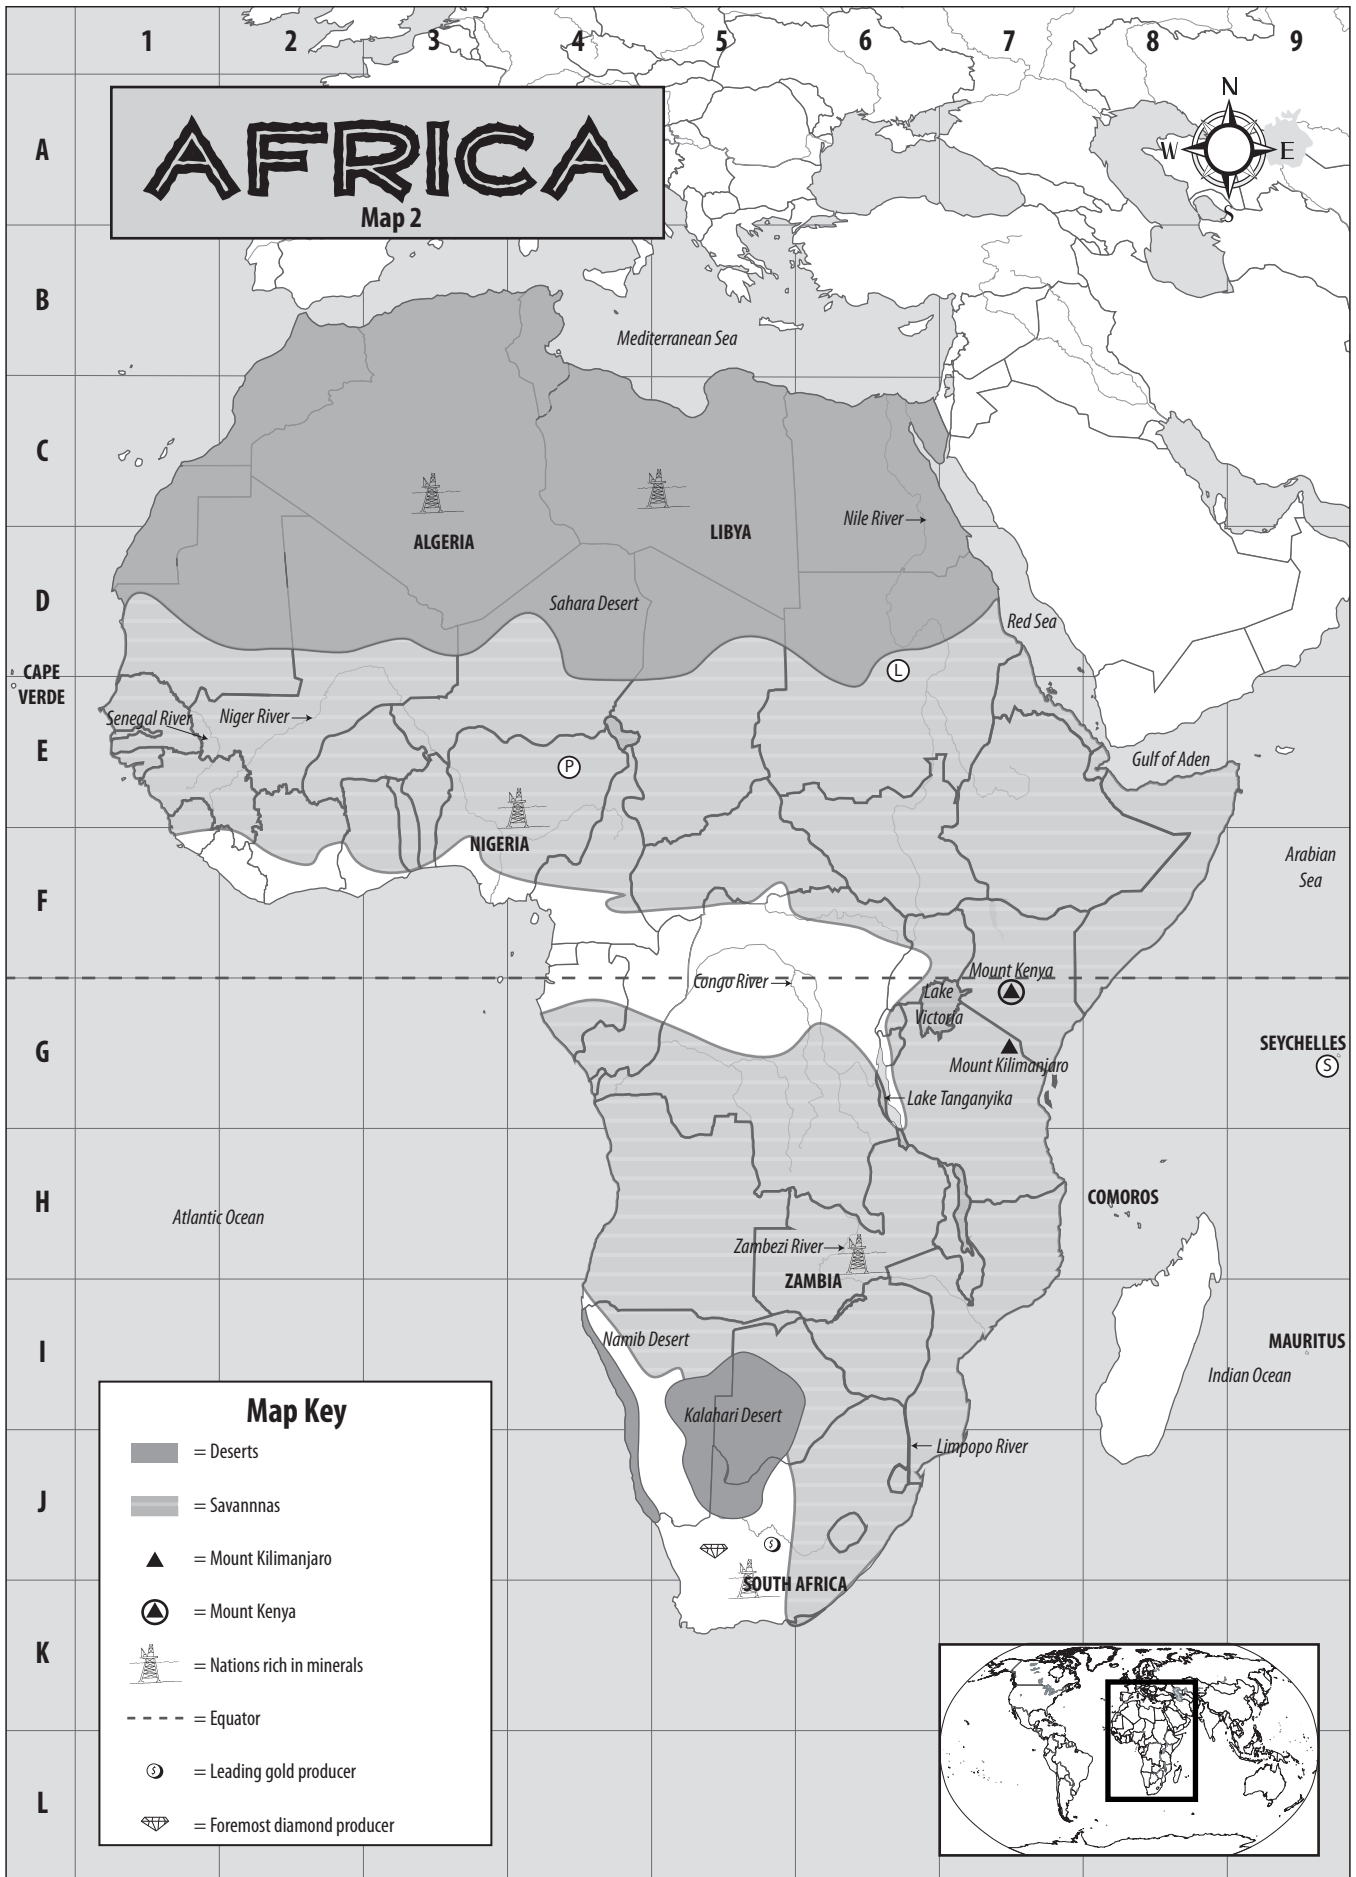 1 2 3 4 5 6 7 8 9
A
AFRICA
Map 2
N
W E
S
B
Mediterranean Sea
C
Nile River
ALGERIA
LIBYA
D
Sahara Desert
Red Sea
CAPE
VERDE
L
Senegal River
Niger River
E
Gulf of Aden
P
NIGERIA
Arabian
Sea
F
Mount Kenya
Congo River
Lake
Victoria
G
SEYCHELLES
S
Mount Kilimanjaro
Lake Tanganyika
H
COMOROS
Atlantic Ocean
Zambezi River
ZAMBIA
I
Namib Desert
MAURITUS
Indian Ocean
Kalahari Desert
Limpopo River
J
S
SOUTH AFRICA
K
L
Map Key
= Deserts
= Savannnas
= Mount Kilimanjaro
= Mount Kenya
= Nations rich in minerals
= Equator
S = Leading gold producer
= Foremost diamond producer